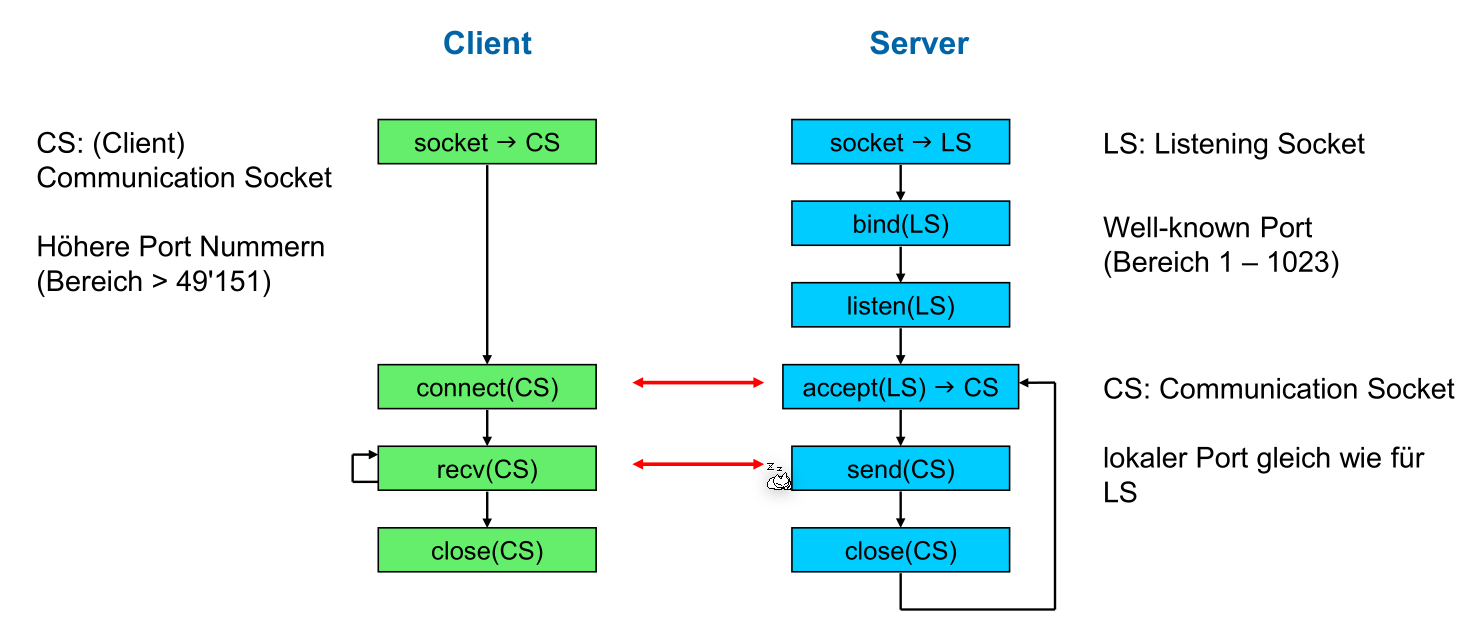 Client
Server
CS: (Client)
Communication Socket
Höhere Port Nummern
(Bereich > 49'151)
socket → CS
connect(CS)
recv(CS)
close(CS)
socket → LS
bind(LS)
listen(LS)
accept(LS) → CS
z z
send(CS)
close(CS)
LS: Listening Socket
Well-known Port
(Bereich 1 – 1023)
CS: Communication Socket
lokaler Port gleich wie für
LS